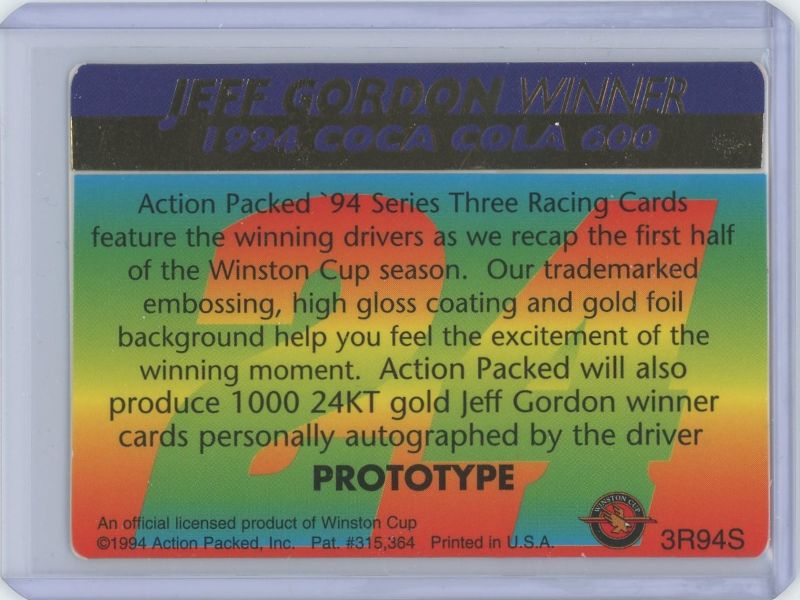 JEFF GORDON WINNER
1994 COCA COLA 600
Action Packed `94 Series Three Racing Cards
feature the winning drivers as we recap the first half
of the Winston Cup season. Our trademarked
embossing, high gloss coating and gold foil
background help you feel the excitement of the
winning moment. Action Packed will also
produce 1000 24KT gold Jeff Gordon winner
cards personally autographed by the driver
PROTOTYPE
24
WINSTON CUP
An official licensed product of Winston Cup
©1994 Action Packed, Inc. Pat. #315,364 Printed in U.S.A.
3R94S